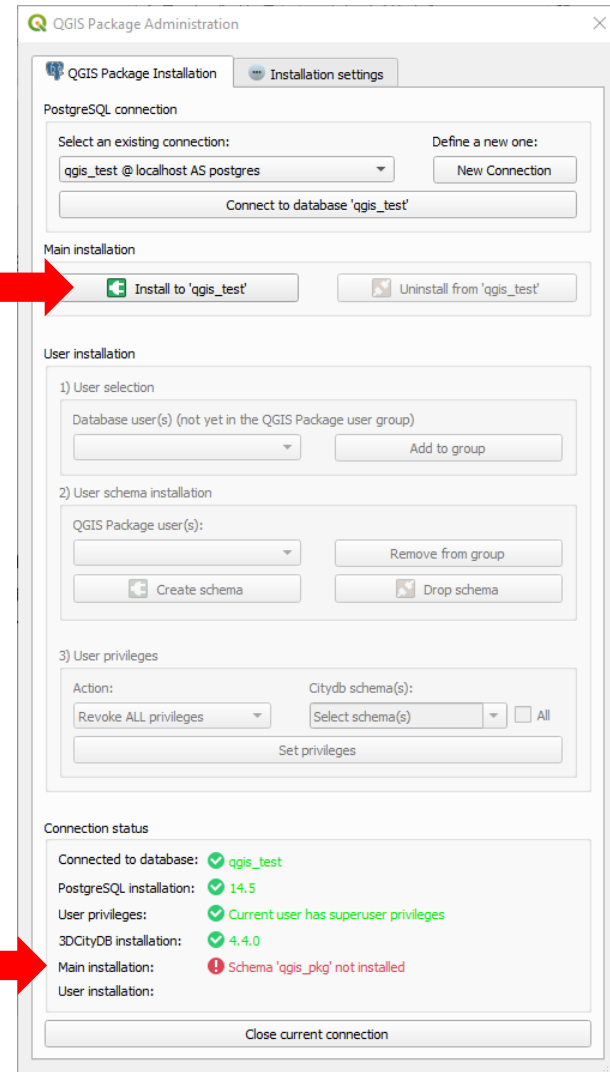 QGIS Package Administration
QGIS Package Installation
Installation settings
PostgreSQL connection
Select an existing connection:
Define a new one:
qgis_test @ localhost AS postgres
New Connection
Connect to database 'qgis_test'
Main installation
Install to 'qgis_test'
Uninstall from 'qgis_test'
User installation
1) User selection
Database user(s) (not yet in the QGIS Package user group)
Add to group
2) User schema installation
QGIS Package user(s):
Remove from group
Create schema
Drop schema
3) User privileges
Action:
Citydb schema(s):
Revoke ALL privileges
Select schema(s)
All
Set privileges
Connection status
Connected to database: qgis_test
PostgreSQL installation: 14.5
User privileges: Current user has superuser privileges
3DCityDB installation: 4.4.0
Main installation: Schema 'qgis_pkg' not installed
User installation:
Close current connection